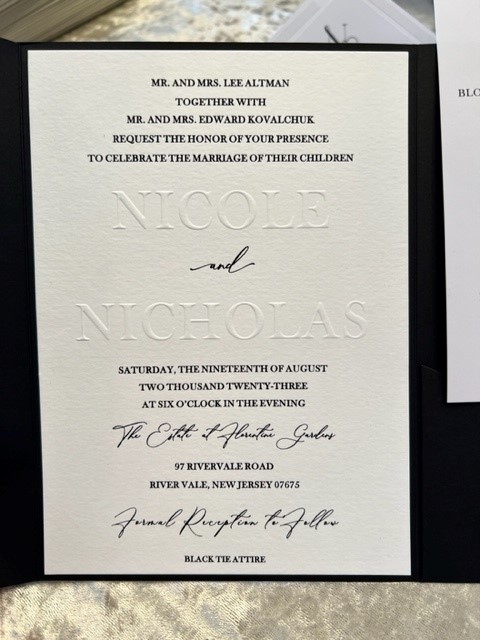 MR. AND MRS. LEE ALTMAN
TOGETHER WITH
MR. AND MRS. EDWARD KOVALCHUK
REQUEST THE HONOR OF YOUR PRESENCE
TO CELEBRATE THE MARRIAGE OF THEIR CHILDREN
NICOLE
and
NICHOLAS
SATURDAY, THE NINETEENTH OF AUGUST
TWO THOUSAND TWENTY-THREE
AT SIX O'CLOCK IN THE EVENING
The Estate at Florentine Gardens
97 RIVERVALE ROAD
RIVER VALE, NEW JERSEY 07675
Formal Reception to Follow
BLACK TIE ATTIRE